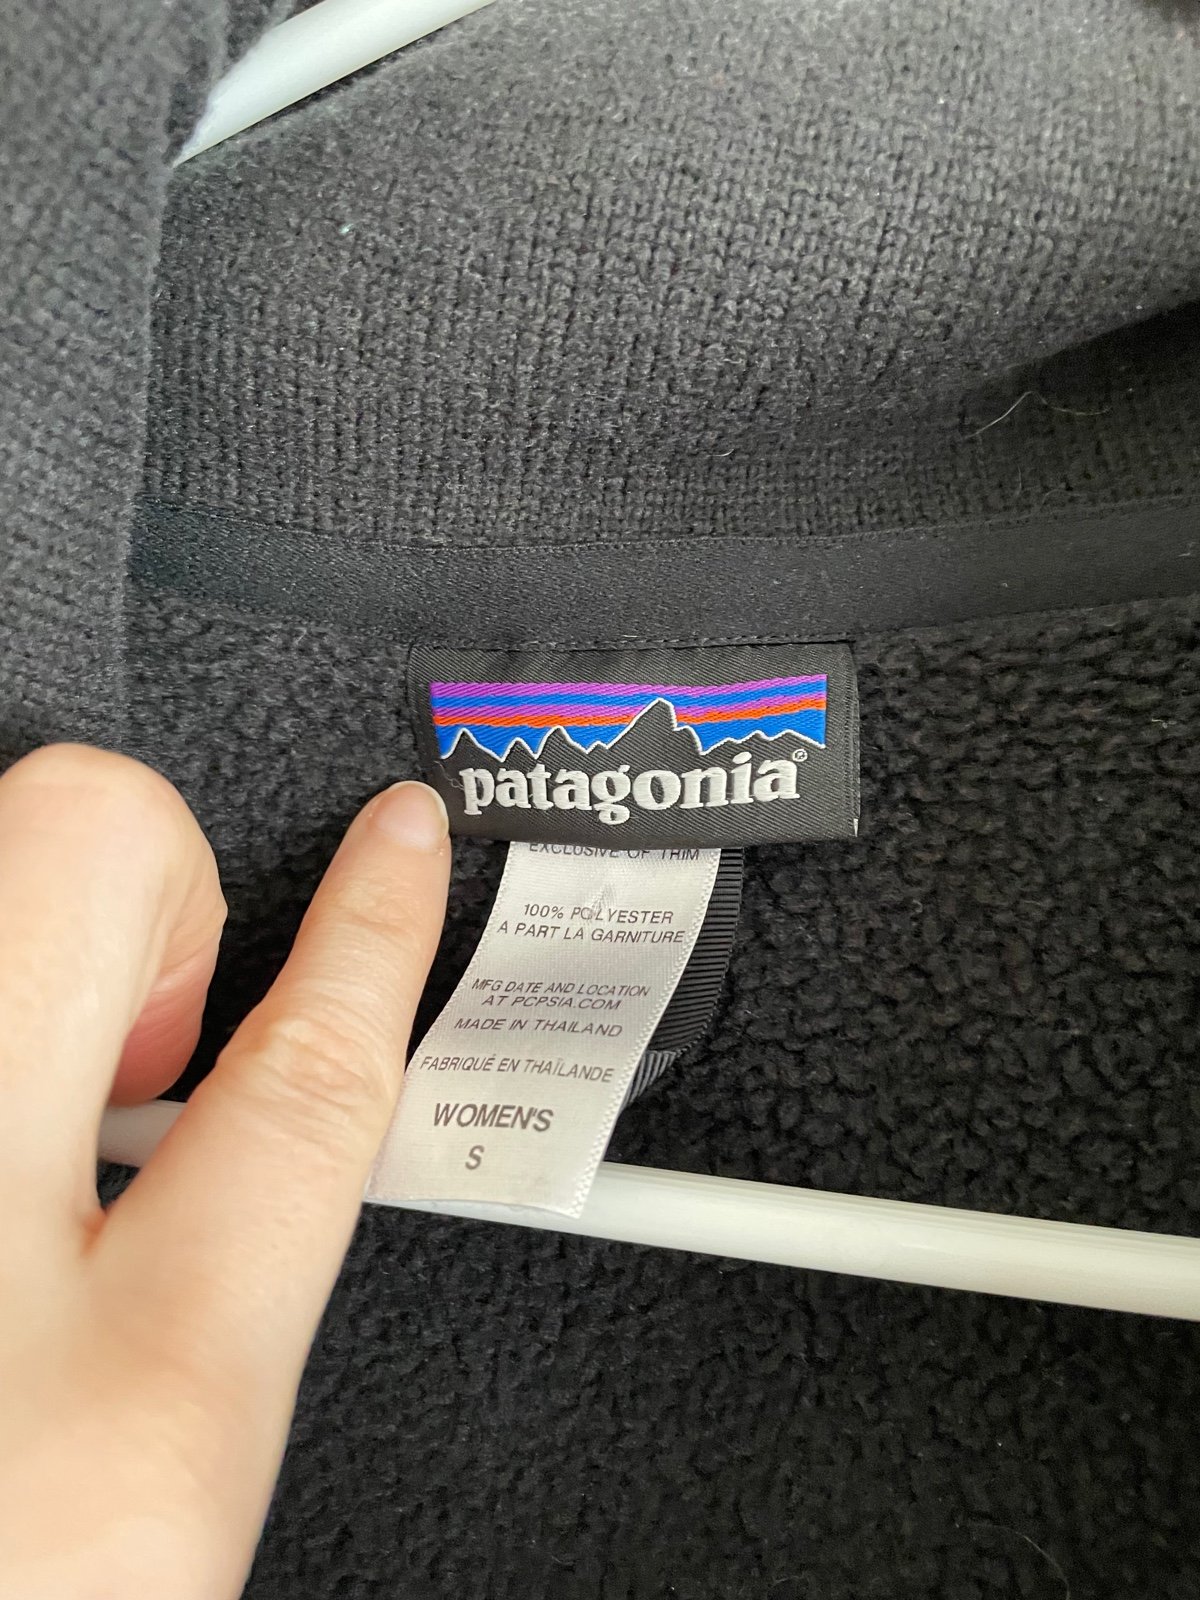 patagonia®
EXCLUSIVE OF TRIM
100% POLYESTER
À PART LA GARNITURE
MFG DATE AND LOCATION
AT PCPSIA.COM
MADE IN THAILAND
FABRIQUÉ EN THAÏLANDE
WOMEN'S
S